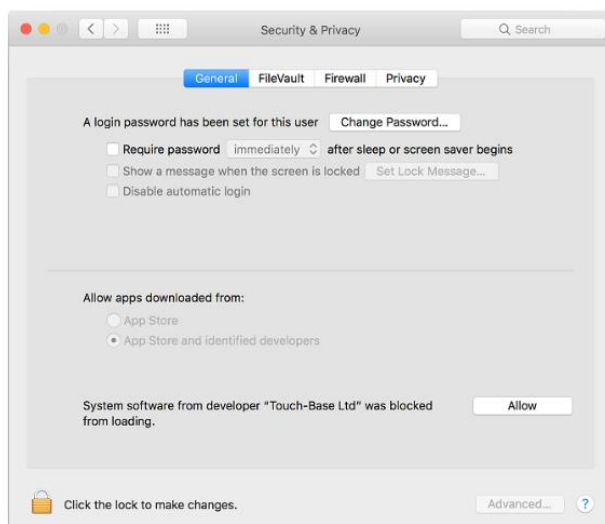 Security & Privacy
Search
General FileVault Firewall Privacy
A login password has been set for this user Change Password...
Require password immediately after sleep or screen saver begins
Show a message when the screen is locked Set Lock Message...
Disable automatic login
Allow apps downloaded from:
App Store
App Store and identified developers
System software from developer “Touch-Base Ltd” was blocked
from loading.
Allow
Click the lock to make changes.
Advanced... ?